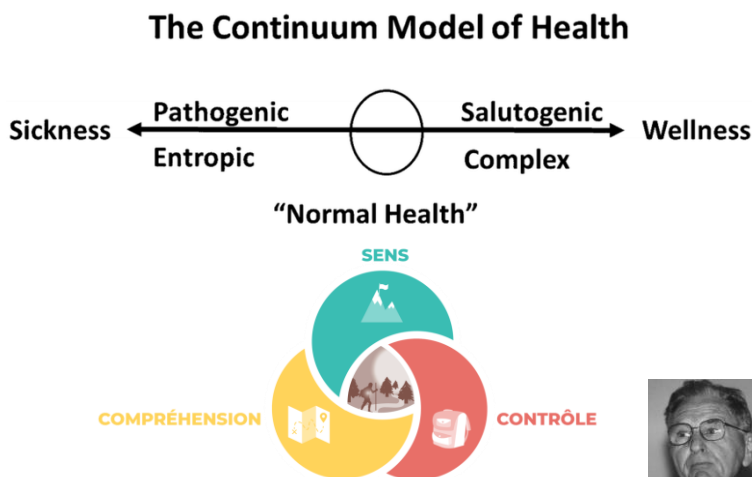 The Continuum Model of Health
Pathogenic
Salutogenic
Sickness
Wellness
Entropic
Complex
“Normal Health”
SENS
COMPRÉHENSION
CONTRÔLE